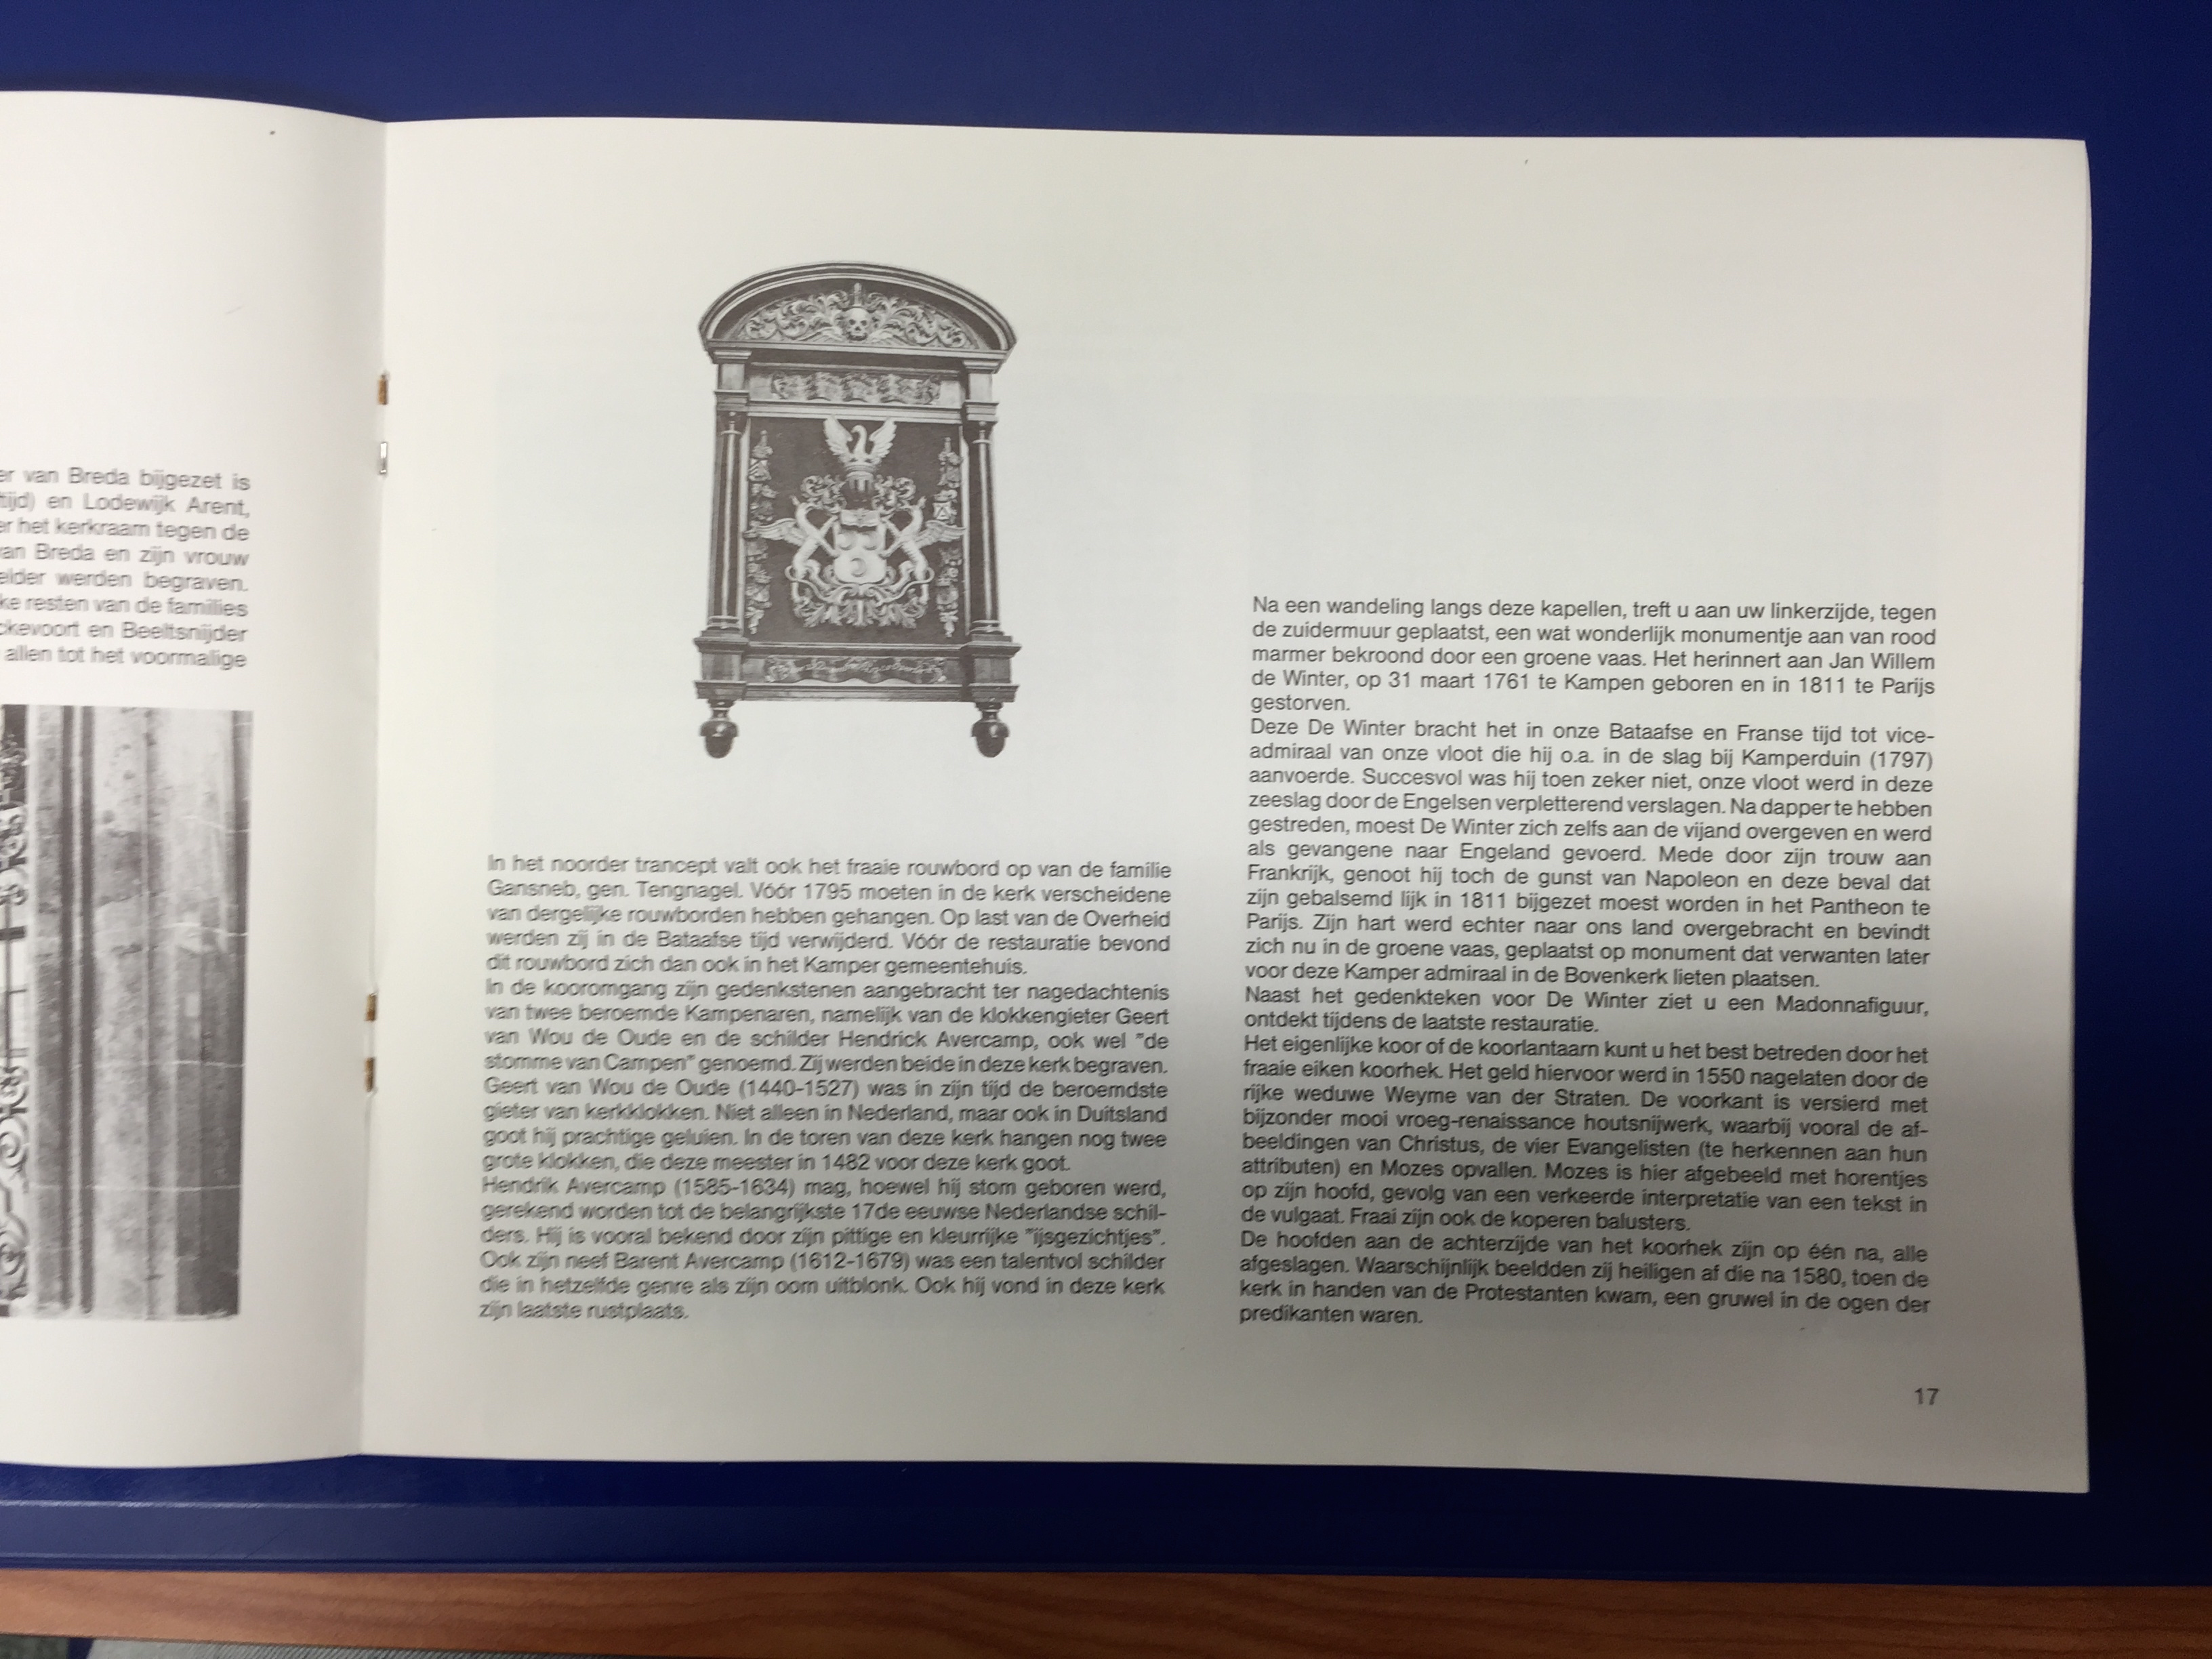 er van Breda bijgezet is
tijd) en Lodewijk Arent,
er het kerkraam tegen de
van Breda en zijn vrouw
elder werden begraven.
ke resten van de families
ckevoort en Beeltsnijder
allen tot het voormalige
In het noorder trancept valt ook het fraaie rouwbord op van de familie
Gansneb, gen. Tengnagel. Vóór 1795 moeten in de kerk verscheidene
van dergelijke rouwborden hebben gehangen. Op last van de Overheid
werden zij in de Bataafse tijd verwijderd. Vóór de restauratie bevond
dit rouwbord zich dan ook in het Kamper gemeentehuis.
In de kooromgang zijn gedenkstenen aangebracht ter nagedachtenis
van twee beroemde Kampenaren, namelijk van de klokkengieter Geert
van Wou de Oude en de schilder Hendrick Avercamp, ook wel "de
stomme van Campen" genoemd. Zij werden beide in deze kerk begraven.
Geert van Wou de Oude (1440-1527) was in zijn tijd de beroemdste
gieter van kerkklokken. Niet alleen in Nederland, maar ook in Duitsland
goot hij prachtige geluien. In de toren van deze kerk hangen nog twee
grote klokken, die deze meester in 1482 voor deze kerk goot.
Hendrik Avercamp (1585-1634) mag, hoewel hij stom geboren werd,
gerekend worden tot de belangrijkste 17de eeuwse Nederlandse schil-
ders. Hij is vooral bekend door zijn pittige en kleurrijke "ijsgezichtjes".
Ook zijn neef Barent Avercamp (1612-1679) was een talentvol schilder
die in hetzelfde genre als zijn oom uitblonk. Ook hij vond in deze kerk
zijn laatste rustplaats.
Na een wandeling langs deze kapellen, treft u aan uw linkerzijde, tegen
de zuidermuur geplaatst, een wat wonderlijk monumentje aan van rood
marmer bekroond door een groene vaas. Het herinnert aan Jan Willem
de Winter, op 31 maart 1761 te Kampen geboren en in 1811 te Parijs
gestorven.
Deze De Winter bracht het in onze Bataafse en Franse tijd tot vice-
admiraal van onze vloot die hij o.a. in de slag bij Kamperduin (1797)
aanvoerde. Succesvol was hij toen zeker niet, onze vloot werd in deze
zeeslag door de Engelsen verpletterend verslagen. Na dapper te hebben
gestreden, moest De Winter zich zelfs aan de vijand overgeven en werd
als gevangene naar Engeland gevoerd. Mede door zijn trouw aan
Frankrijk, genoot hij toch de gunst van Napoleon en deze beval dat
zijn gebalsemd lijk in 1811 bijgezet moest worden in het Pantheon te
Parijs. Zijn hart werd echter naar ons land overgebracht en bevindt
zich nu in de groene vaas, geplaatst op monument dat verwanten later
voor deze Kamper admiraal in de Bovenkerk lieten plaatsen.
Naast het gedenkteken voor De Winter ziet u een Madonnafiguur,
ontdekt tijdens de laatste restauratie.
Het eigenlijke koor of de koorlantaarn kunt u het best betreden door het
fraaie eiken koorhek. Het geld hiervoor werd in 1550 nagelaten door de
rijke weduwe Weyme van der Straten. De voorkant is versierd met
bijzonder mooi vroeg-renaissance houtsnijwerk, waarbij vooral de af-
beeldingen van Christus, de vier Evangelisten (te herkennen aan hun
attributen) en Mozes opvallen. Mozes is hier afgebeeld met horentjes
op zijn hoofd, gevolg van een verkeerde interpretatie van een tekst in
de vulgaat. Fraai zijn ook de koperen balusters.
De hoofden aan de achterzijde van het koorhek zijn op één na, alle
afgeslagen. Waarschijnlijk beeldden zij heiligen af die na 1580, toen de
kerk in handen van de Protestanten kwam, een gruwel in de ogen der
predikanten waren.
17